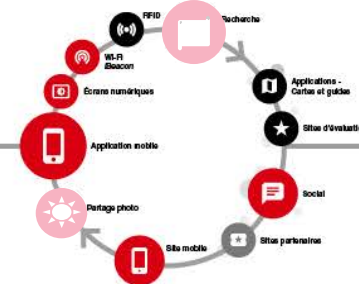 RFID
Recherche
Wi-Fi
iBeacon
Écrans numériques
Applications -
Cartes et guides
Sites d'évaluati
Application mobile
Social
Partage photo
Sites partenaires
Site mobile